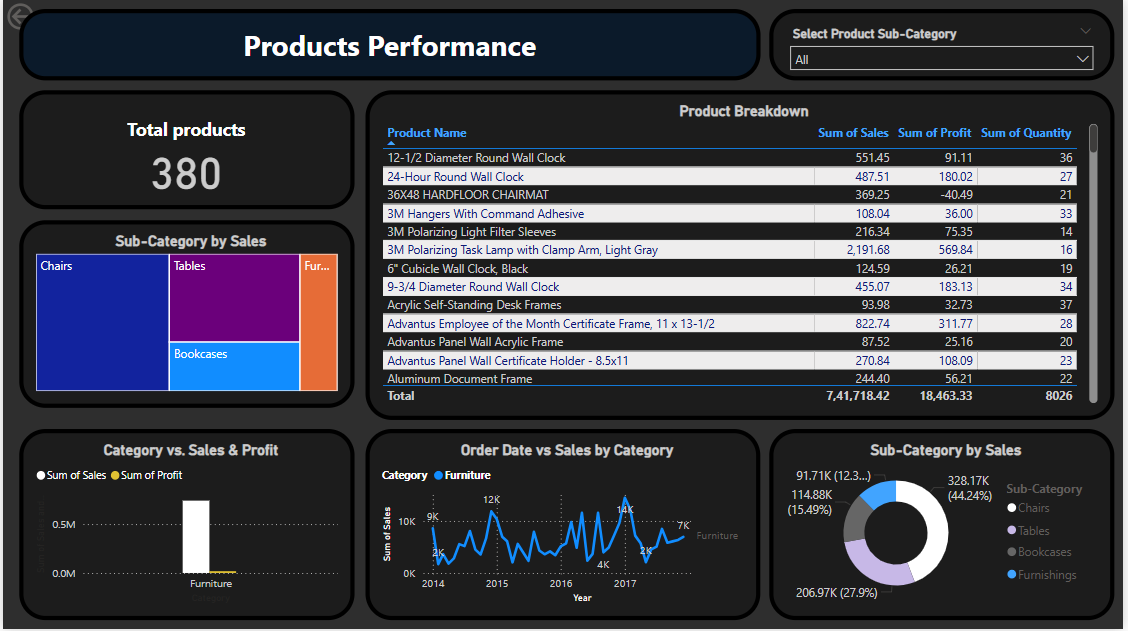 Products Performance
Select Product Sub-Category
All
Total products
380
Product Breakdown
Product Name Sum of Sales Sum of Profit Sum of Quantity
12-1/2 Diameter Round Wall Clock 551.45 91.11 36
24-Hour Round Wall Clock 487.51 180.02 27
36X48 HARDFLOOR CHAIRMAT 369.25 -40.49 21
3M Hangers With Command Adhesive 108.04 36.00 33
3M Polarizing Light Filter Sleeves 216.34 75.35 14
3M Polarizing Task Lamp with Clamp Arm, Light Gray 2,191.68 569.84 16
6" Cubicle Wall Clock, Black 124.59 26.21 19
9-3/4 Diameter Round Wall Clock 455.07 183.13 34
Acrylic Self-Standing Desk Frames 93.98 32.73 37
Advantus Employee of the Month Certificate Frame, 11 x 13-1/2 822.74 311.77 28
Advantus Panel Wall Acrylic Frame 87.52 25.16 20
Advantus Panel Wall Certificate Holder - 8.5x11 270.84 108.09 23
Aluminum Document Frame 244.40 56.21 22
Total 7,41,718.42 18,463.33 8026
Sub-Category by Sales
Chairs Tables Fur...
Bookcases
Category vs. Sales & Profit
Sum of Sales Sum of Profit
0.5M
0.0M
Furniture
Order Date vs Sales by Category
Category Furniture
Sum of Sales
10K
0K
9K
2K
12K
4K
14K
2K
7K
Furniture
2014 2015 2016 2017
Year
Sub-Category by Sales
91.71K (12.3...)
114.88K
(15.49%)
328.17K
(44.24%)
206.97K (27.9%)
Sub-Category
Chairs
Tables
Bookcases
Furnishings